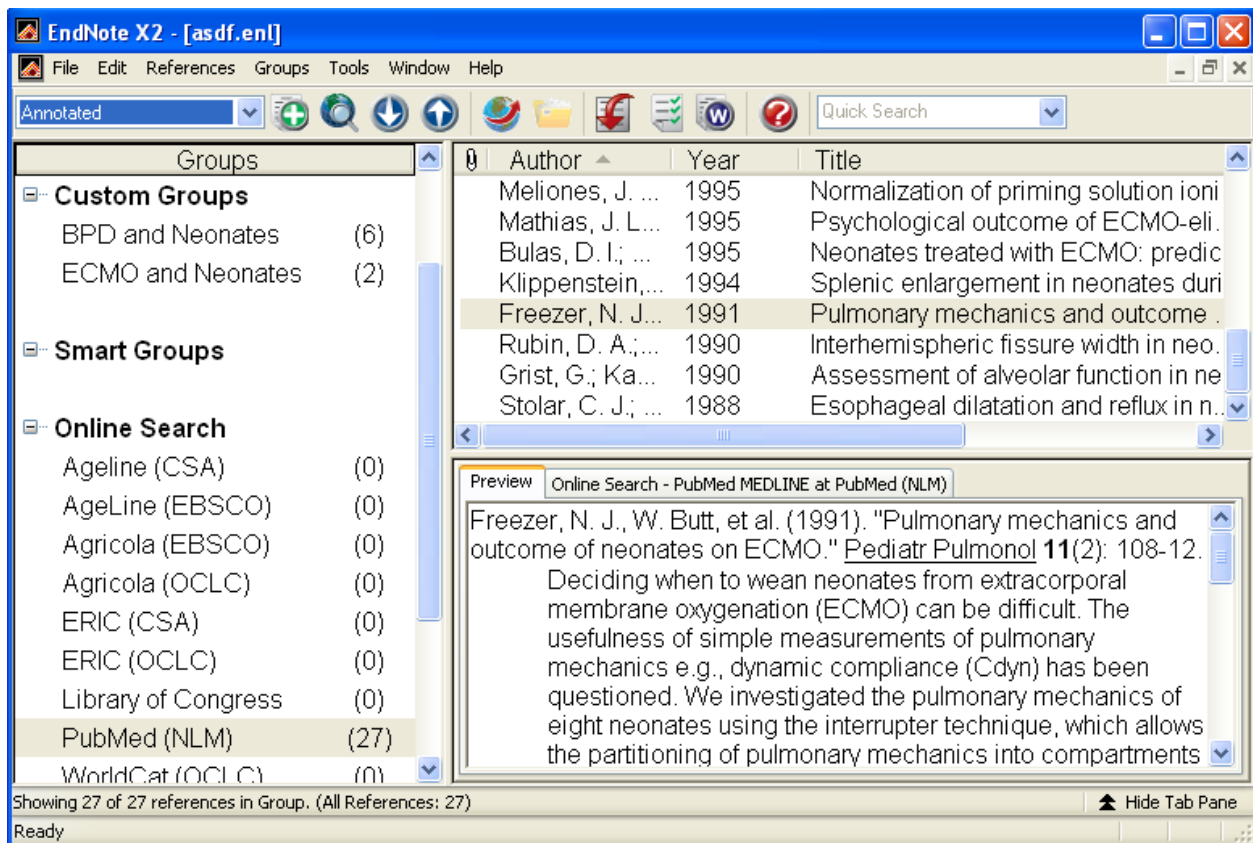 EndNote X2 - [asdf.enl]
File Edit References Groups Tools Window Help
Annotated Quick Search
Groups
Custom Groups
BPD and Neonates (6)
ECMO and Neonates (2)
Smart Groups
Online Search
Ageline (CSA) (0)
AgeLine (EBSCO) (0)
Agricola (EBSCO) (0)
Agricola (OCLC) (0)
ERIC (CSA) (0)
ERIC (OCLC) (0)
Library of Congress (0)
PubMed (NLM) (27)
WorldCat (OCLC) (0)
Author Year Title
Meliones, J. ... 1995 Normalization of priming solution ioni
Mathias, J. L... 1995 Psychological outcome of ECMO-eli.
Bulas, D. I.; ... 1995 Neonates treated with ECMO: predic
Klippenstein,... 1994 Splenic enlargement in neonates duri
Freezer, N. J... 1991 Pulmonary mechanics and outcome .
Rubin, D. A.;... 1990 Interhemispheric fissure width in neo.
Grist, G.; Ka... 1990 Assessment of alveolar function in ne
Stolar, C. J.; ... 1988 Esophageal dilatation and reflux in n..
Preview Online Search - PubMed MEDLINE at PubMed (NLM)
Freezer, N. J., W. Butt, et al. (1991). "Pulmonary mechanics and
outcome of neonates on ECMO." Pediatr Pulmonol 11(2): 108-12.
Deciding when to wean neonates from extracorporal
membrane oxygenation (ECMO) can be difficult. The
usefulness of simple measurements of pulmonary
mechanics e.g., dynamic compliance (Cdyn) has been
questioned. We investigated the pulmonary mechanics of
eight neonates using the interrupter technique, which allows
the partitioning of pulmonary mechanics into compartments
Showing 27 of 27 references in Group. (All References: 27) Hide Tab Pane
Ready